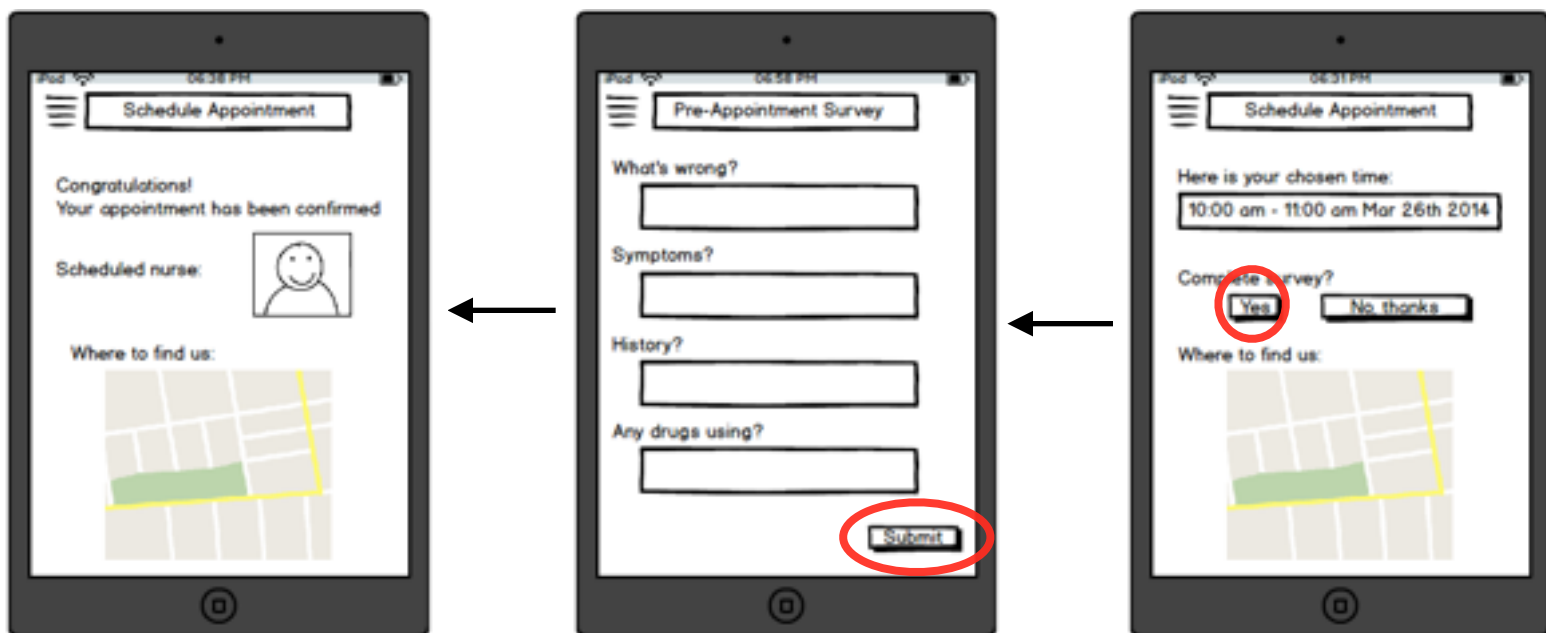 iPod 06:38 PM
Schedule Appointment
Congratulations!
Your appointment has been confirmed
Scheduled nurse:
Where to find us:
iPod 06:58 PM
Pre-Appointment Survey
What's wrong?
Symptoms?
History?
Any drugs using?
Submit
iPod 06:31 PM
Schedule Appointment
Here is your chosen time:
10:00 am - 11:00 am Mar 26th 2014
Complete survey?
Yes No, thanks
Where to find us: